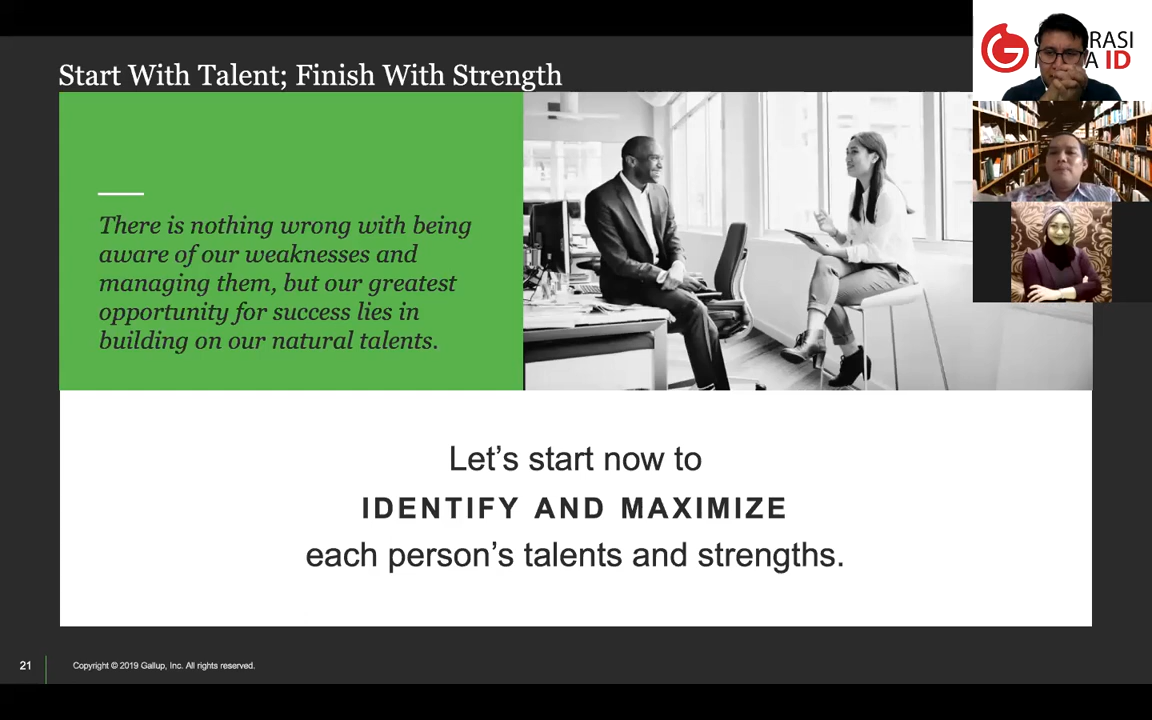 Start With Talent; Finish With Strength
There is nothing wrong with being
aware of our weaknesses and
managing them, but our greatest
opportunity for success lies in
building on our natural talents.
Let's start now to
IDENTIFY AND MAXIMIZE
each person's talents and strengths.
21
Copyright © 2019 Gallup, Inc. All rights reserved.
ID